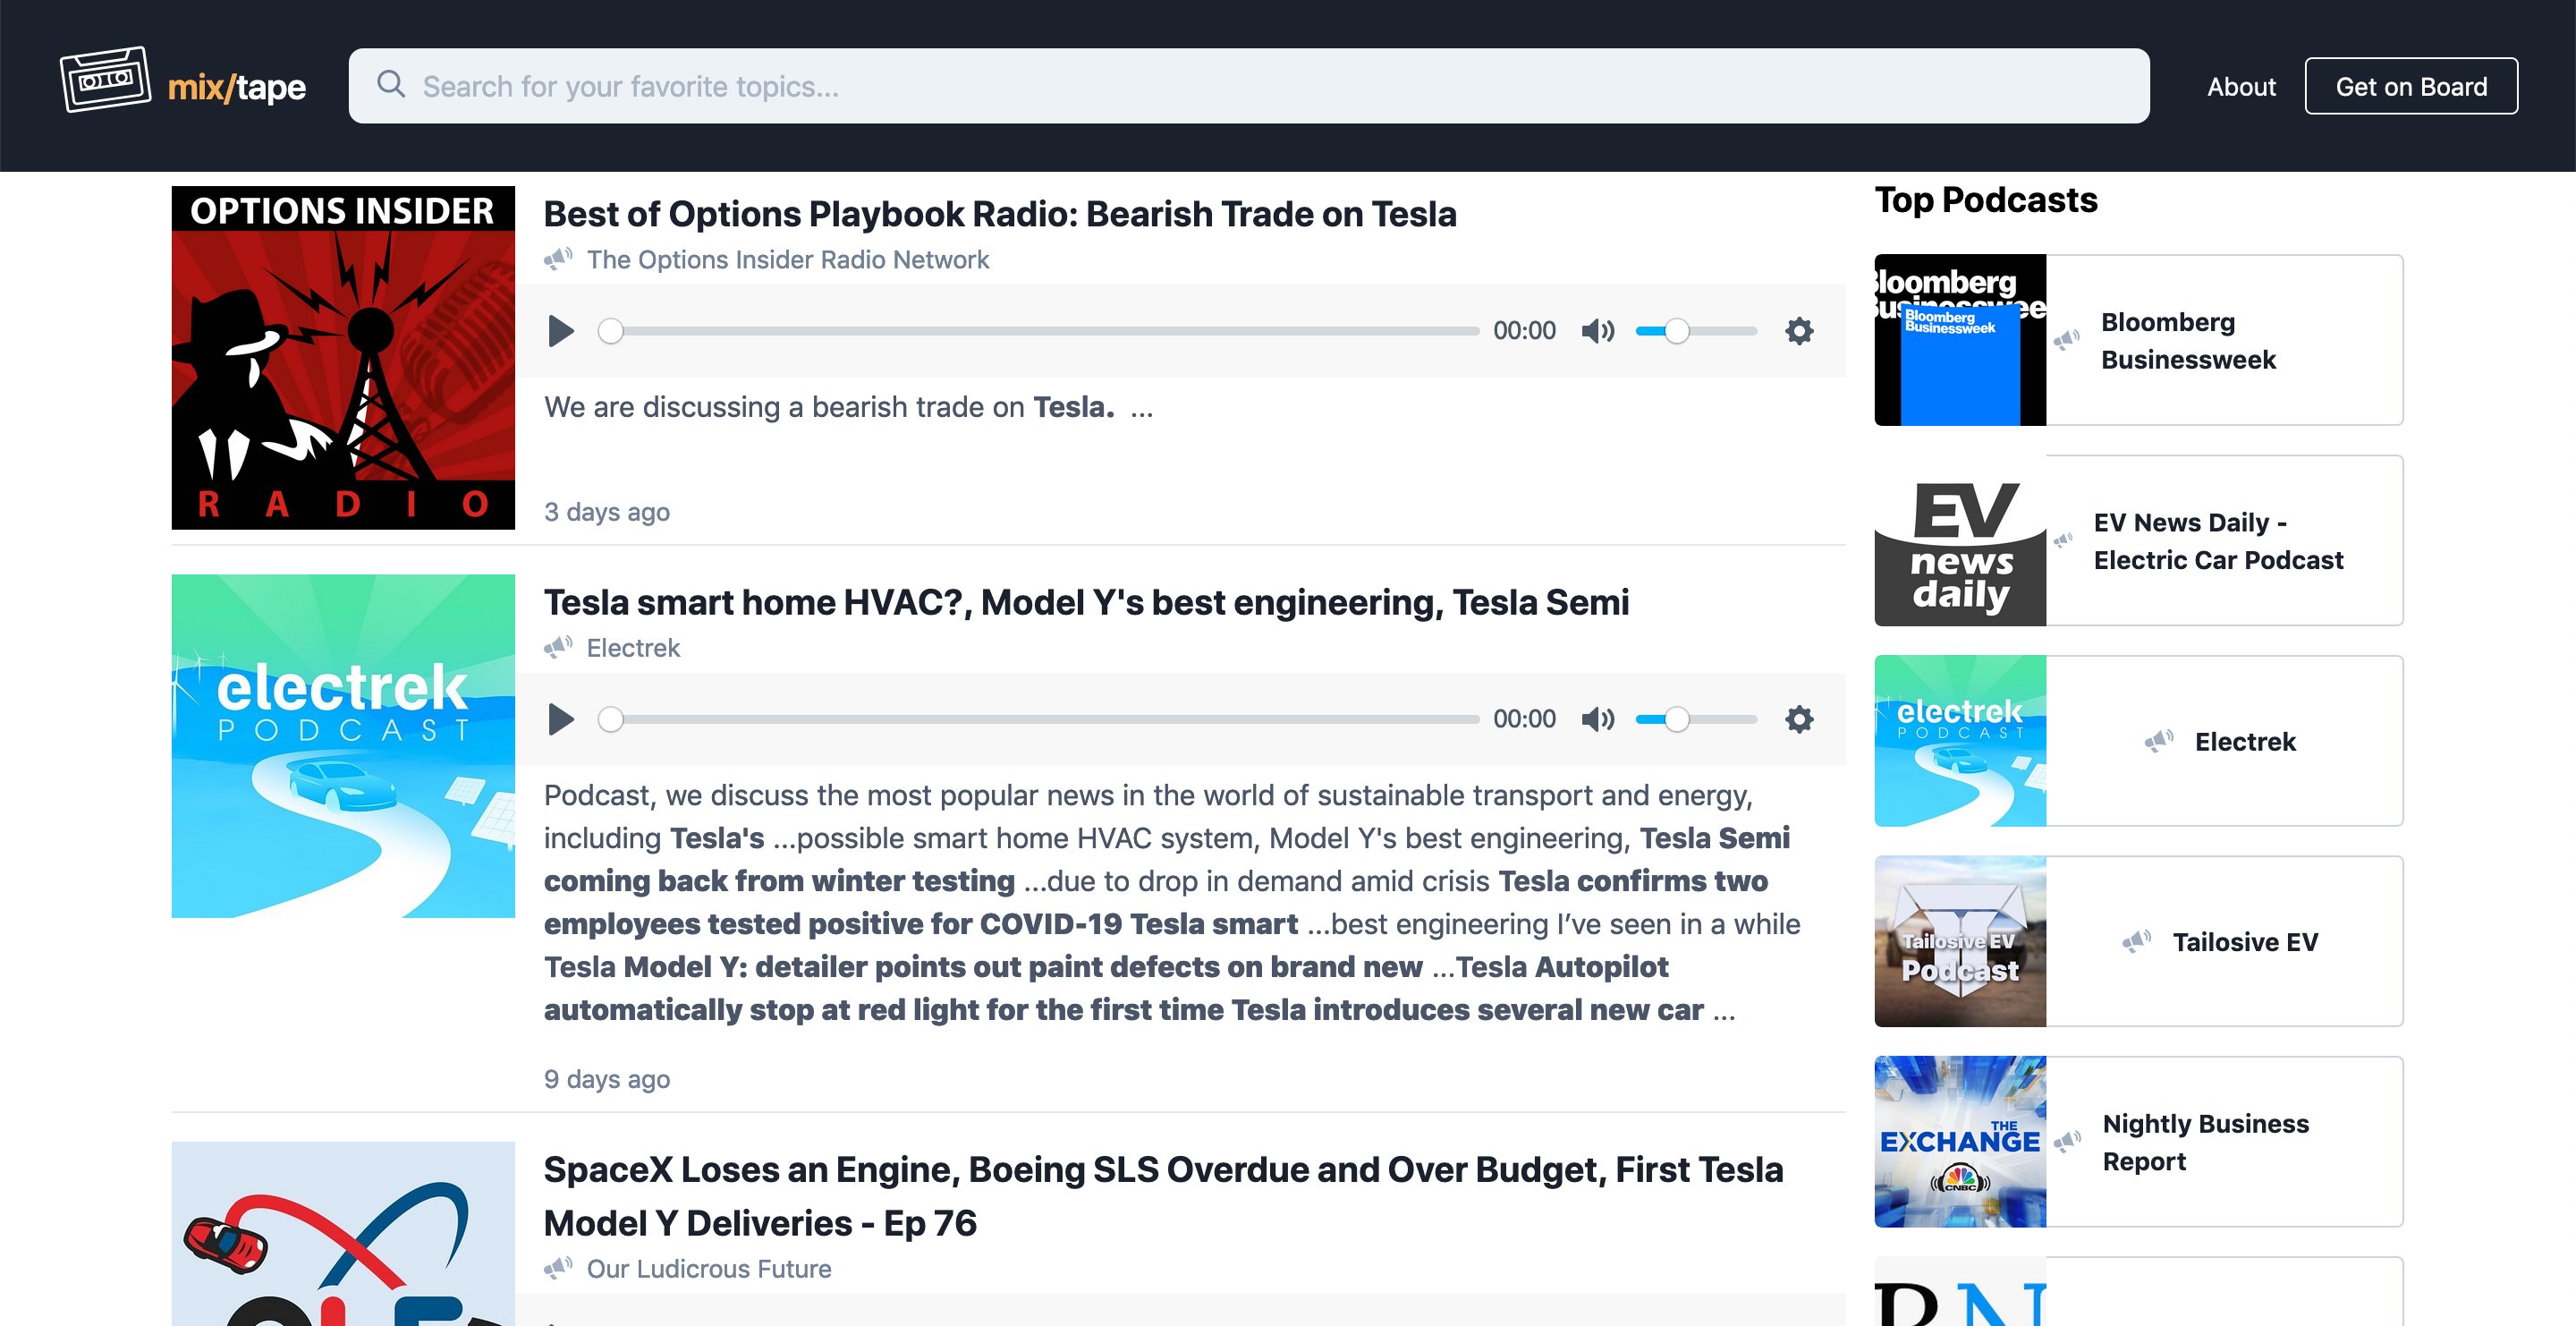 mix/tape
Search for your favorite topics...
About
Get on Board
OPTIONS INSIDER
RADIO
Best of Options Playbook Radio: Bearish Trade on Tesla
The Options Insider Radio Network
00:00
We are discussing a bearish trade on Tesla. ...
3 days ago
electrek
PODCAST
Tesla smart home HVAC?, Model Y's best engineering, Tesla Semi
Electrek
00:00
Podcast, we discuss the most popular news in the world of sustainable transport and energy,
including Tesla's ...possible smart home HVAC system, Model Y's best engineering, Tesla Semi
coming back from winter testing ...due to drop in demand amid crisis Tesla confirms two
employees tested positive for COVID-19 Tesla smart ...best engineering I’ve seen in a while
Tesla Model Y: detailer points out paint defects on brand new ...Tesla Autopilot
automatically stop at red light for the first time Tesla introduces several new car ...
9 days ago
SpaceX Loses an Engine, Boeing SLS Overdue and Over Budget, First Tesla
Model Y Deliveries - Ep 76
Our Ludicrous Future
Top Podcasts
Bloomberg
Businessweek
Bloomberg
Businessweek
Bloomberg
Businessweek
EV
news
daily
EV News Daily -
Electric Car Podcast
electrek
PODCAST
Electrek
Tailosive EV
Podcast
Tailosive EV
THE
EXCHANGE
CNBC
Nightly Business
Report